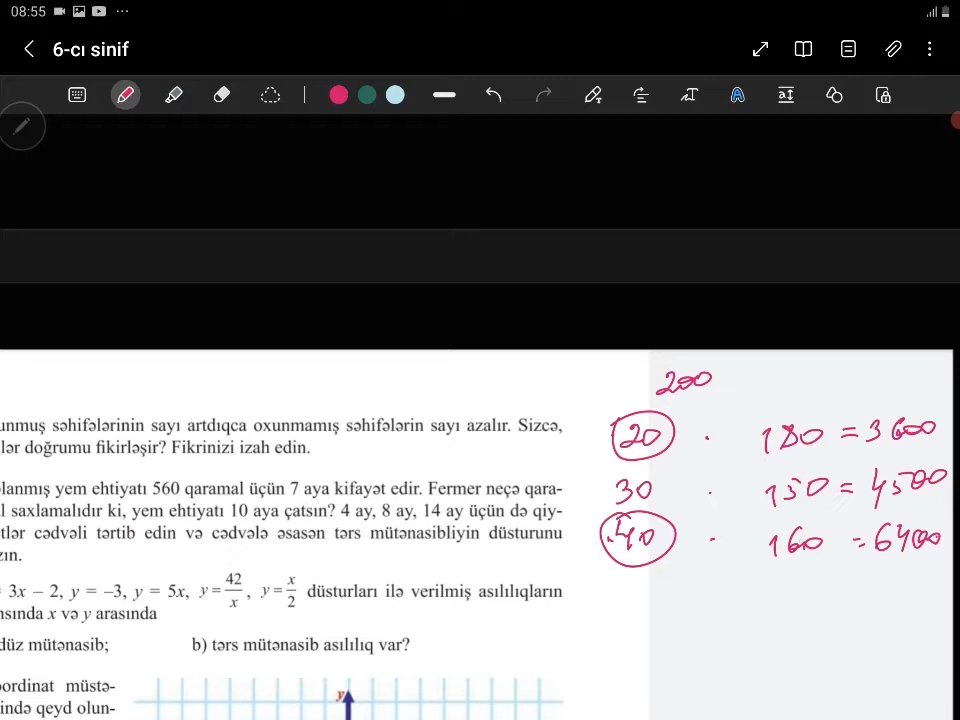 08:55
6-cı sinif
200
unmuş səhifələrinin sayı artdıqca oxunmamış səhifələrin sayı azalır. Sizcə,
lər doğrumu fikirləşir? Fikrinizi izah edin.
20 . 180 = 3600
30 . 150 = 4500
40 . 160 = 6400
lanmış yem ehtiyatı 560 qaramal üçün 7 aya kifayət edir. Fermer neçə qara-
l saxlamalıdır ki, yem ehtiyatı 10 aya çatsın? 4 ay, 8 ay, 14 ay üçün də qiy-
tlər cədvəli tərtib edin və cədvələ əsasən tərs mütənasibliyin düsturunu
zın.
= 3x – 2, y = –3, y = 5x, y = 42/x, y = x/2 düsturları ilə verilmiş asılılıqların
nsında x və y arasında
düz mütənasib; b) tərs mütənasib asılılıq var?
oordinat müstə-
ində qeyd olun-
y